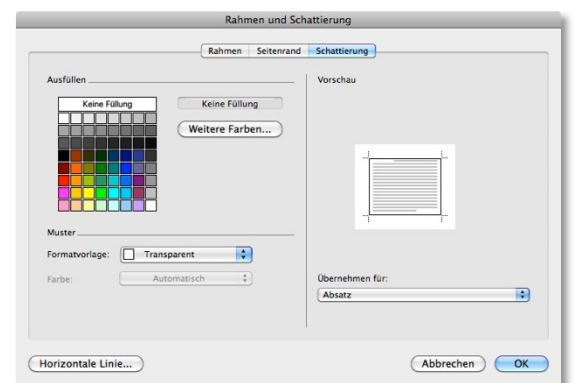 Rahmen und Schattierung
Rahmen Seitenrand Schattierung
Ausfüllen
Keine Füllung
Keine Füllung
Weitere Farben...
Muster
Formatvorlage: Transparent
Farbe: Automatisch
Vorschau
Übernehmen für:
Absatz
Horizontale Linie...
Abbrechen OK